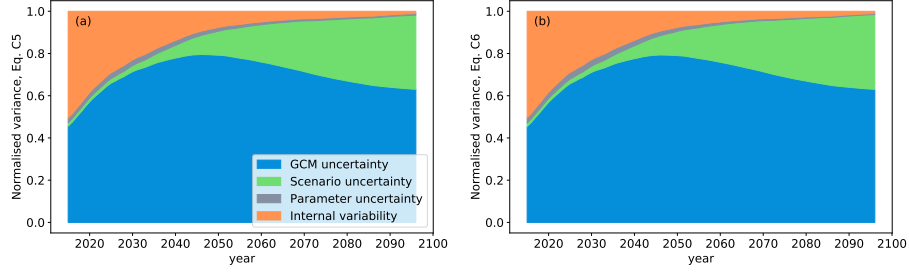 Normalised variance, Eq. C5
1.0
0.8
0.6
0.4
0.2
0.0
(a)
GCM uncertainty
Scenario uncertainty
Parameter uncertainty
Internal variability
2020 2030 2040 2050 2060 2070 2080 2090 2100
year
Normalised variance, Eq. C6
1.0
0.8
0.6
0.4
0.2
0.0
(b)
2020 2030 2040 2050 2060 2070 2080 2090 2100
year